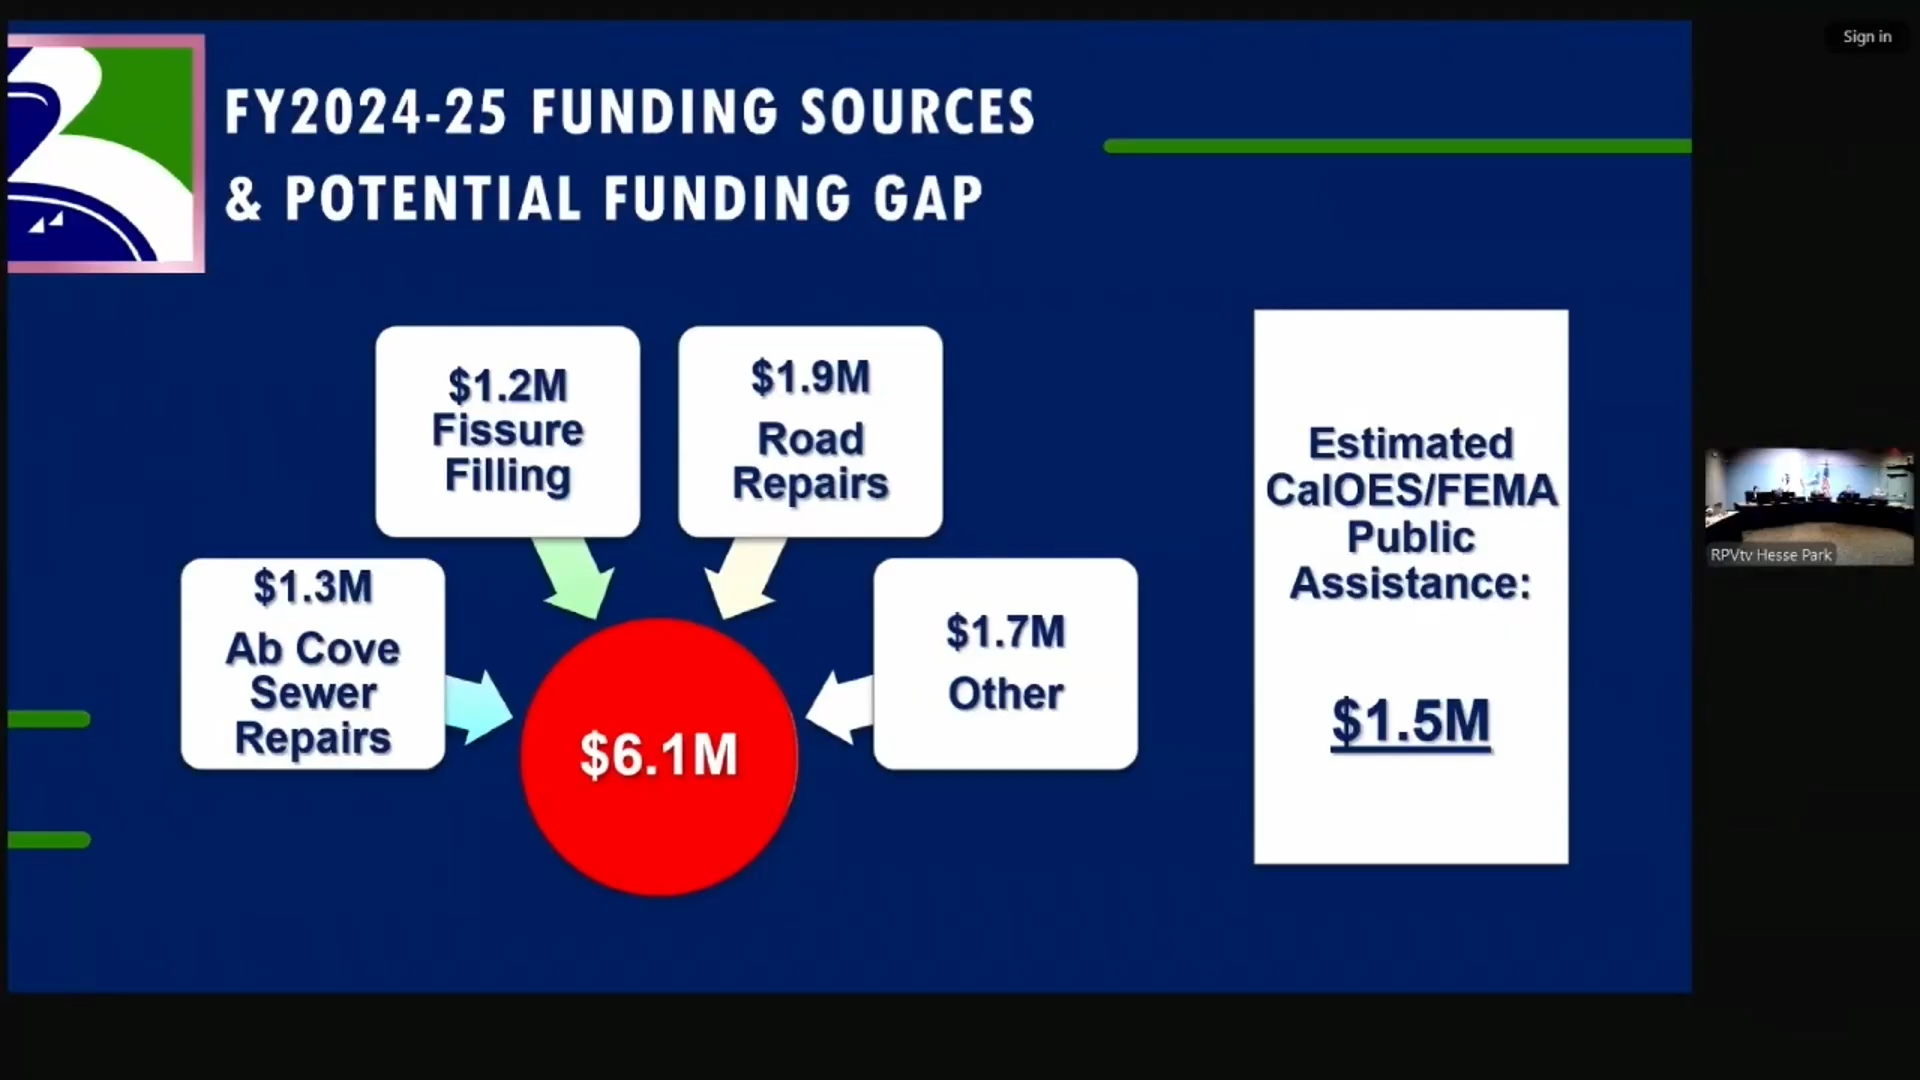 FY2024-25 FUNDING SOURCES
& POTENTIAL FUNDING GAP
Sign in
$1.2M
Fissure
Filling
$1.9M
Road
Repairs
$1.3M
Ab Cove
Sewer
Repairs
$1.7M
Other
$6.1M
Estimated
CalOES/FEMA
Public
Assistance:
$1.5M
RPVtv Hesse Park